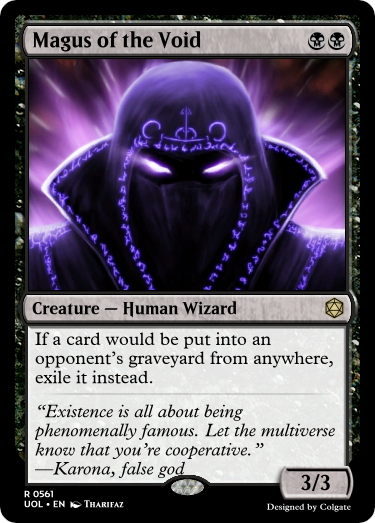 Magus of the Void
Creature — Human Wizard
If a card would be put into an
opponent's graveyard from anywhere,
exile it instead.
"Existence is all about being
phenomenally famous. Let the multiverse
know that you're cooperative."
—Karona, false god
3/3
R 0561
UOL • EN Tharifaz
Designed by Colgate